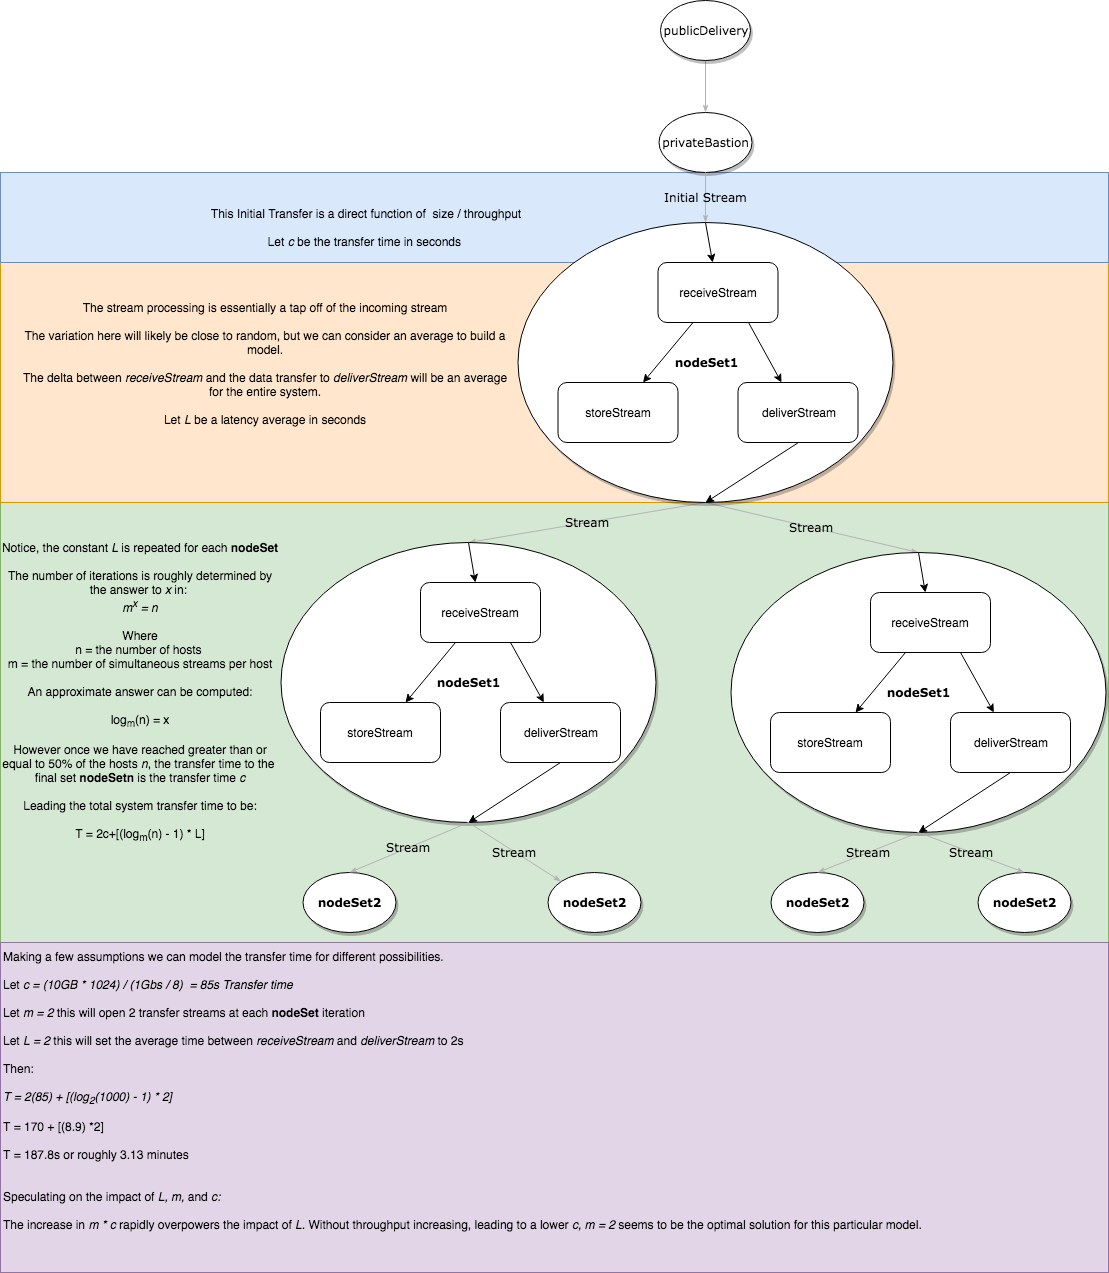 publicDelivery
privateBastion
Initial Stream
This Initial Transfer is a direct function of size / throughput
Let c be the transfer time in seconds
receiveStream
nodeSet1
storeStream
deliverStream
The stream processing is essentially a tap off of the incoming stream
The variation here will likely be close to random, but we can consider an average to build a
model.
The delta between receiveStream and the data transfer to deliverStream will be an average
for the entire system.
Let L be a latency average in seconds
Stream
Stream
Notice, the constant L is repeated for each nodeSet
The number of iterations is roughly determined by
the answer to x in:
m^x = n
Where
n = the number of hosts
m = the number of simultaneous streams per host
An approximate answer can be computed:
log_m(n) = x
However once we have reached greater than or
equal to 50% of the hosts n, the transfer time to the
final set nodeSetn is the transfer time c
Leading the total system transfer time to be:
T = 2c+[(log_m(n) - 1) * L]
receiveStream
nodeSet1
storeStream
deliverStream
receiveStream
nodeSet1
storeStream
deliverStream
Stream
Stream
Stream
Stream
nodeSet2
nodeSet2
nodeSet2
nodeSet2
Making a few assumptions we can model the transfer time for different possibilities.
Let c = (10GB * 1024) / (1Gbs / 8) = 85s Transfer time
Let m = 2 this will open 2 transfer streams at each nodeSet iteration
Let L = 2 this will set the average time between receiveStream and deliverStream to 2s
Then:
T = 2(85) + [(log_2(1000) - 1) * 2]
T = 170 + [(8.9) *2]
T = 187.8s or roughly 3.13 minutes
Speculating on the impact of L, m, and c:
The increase in m * c rapidly overpowers the impact of L. Without throughput increasing, leading to a lower c, m = 2 seems to be the optimal solution for this particular model.